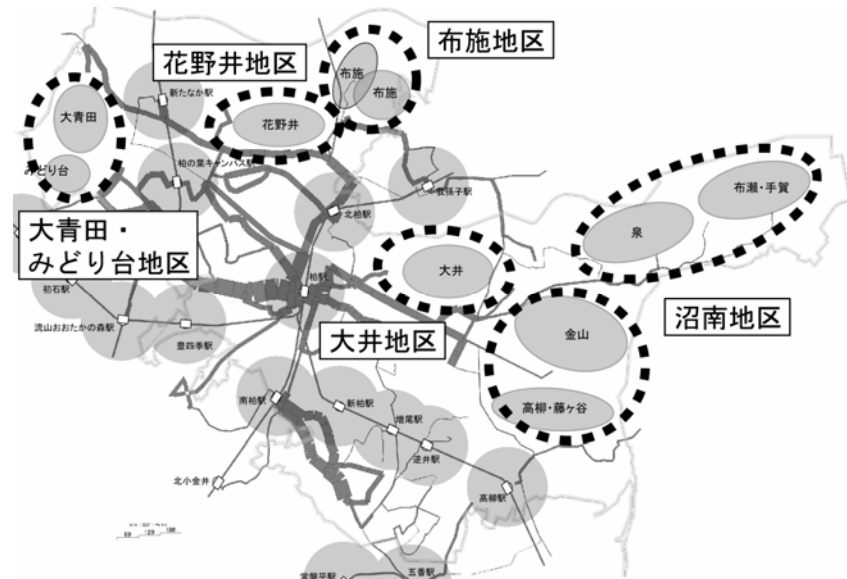 布施地区
花野井地区
布施
布施
新たなか駅
大青田
花野井
みどり台
柏の葉キャンパス駅
我孫子駅
布瀬・手賀
北柏駅
泉
大青田・
みどり台地区
大井
柏駅
初石駅
沼南地区
流山おおたかの森駅
金山
大井地区
豊四季駅
南柏駅
新柏駅
高柳・藤ヶ谷
増尾駅
逆井駅
北小金井
高柳駅
五香駅
常盤平駅